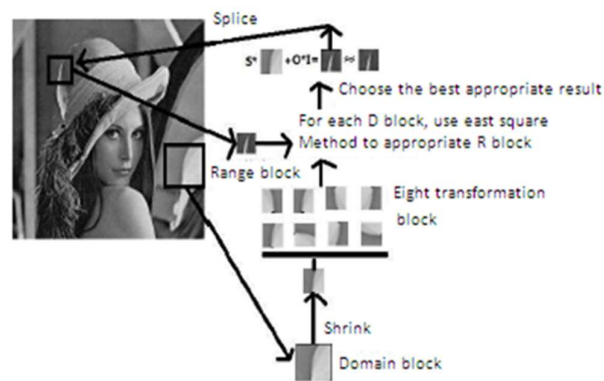 Splice
S* +O*I= ≈
Choose the best appropriate result
For each D block, use east square
Method to appropriate R block
Range block
Eight transformation
block
Shrink
Domain block